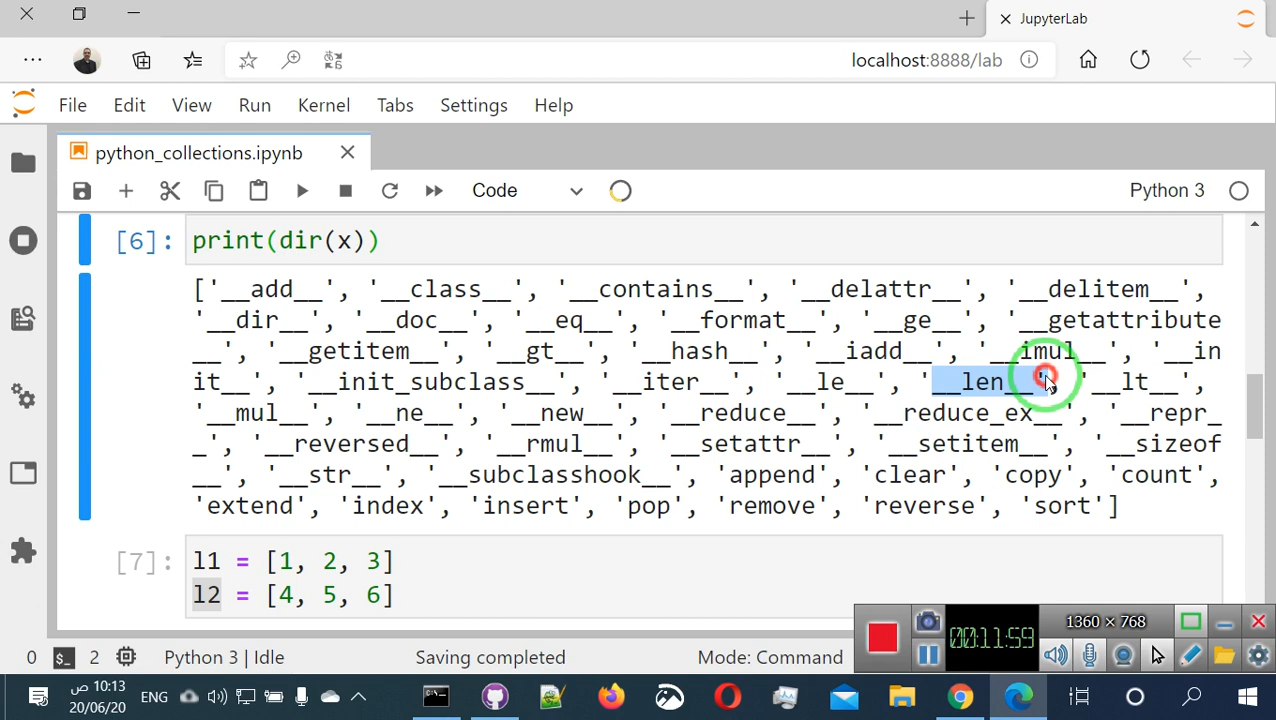 JupyterLab
localhost:8888/lab
File Edit View Run Kernel Tabs Settings Help
python_collections.ipynb
Code
Python 3
[6]: print(dir(x))
['__add__', '__class__', '__contains__', '__delattr__', '__delitem__',
'__dir__', '__doc__', '__eq__', '__format__', '__ge__', '__getattribute
__', '__getitem__', '__gt__', '__hash__', '__iadd__', '__imul__', '__in
it__', '__init_subclass__', '__iter__', '__le__', '__len__', '__lt__',
'__mul__', '__ne__', '__new__', '__reduce__', '__reduce_ex__', '__repr_
_', '__reversed__', '__rmul__', '__setattr__', '__setitem__', '__sizeof
__', '__str__', '__subclasshook__', 'append', 'clear', 'copy', 'count',
'extend', 'index', 'insert', 'pop', 'remove', 'reverse', 'sort']
[7]: l1 = [1, 2, 3]
l2 = [4, 5, 6]
1360 × 768
00:11:59
0 2 Python 3 | Idle Saving completed Mode: Command
10:13 ص
ENG
20/06/20